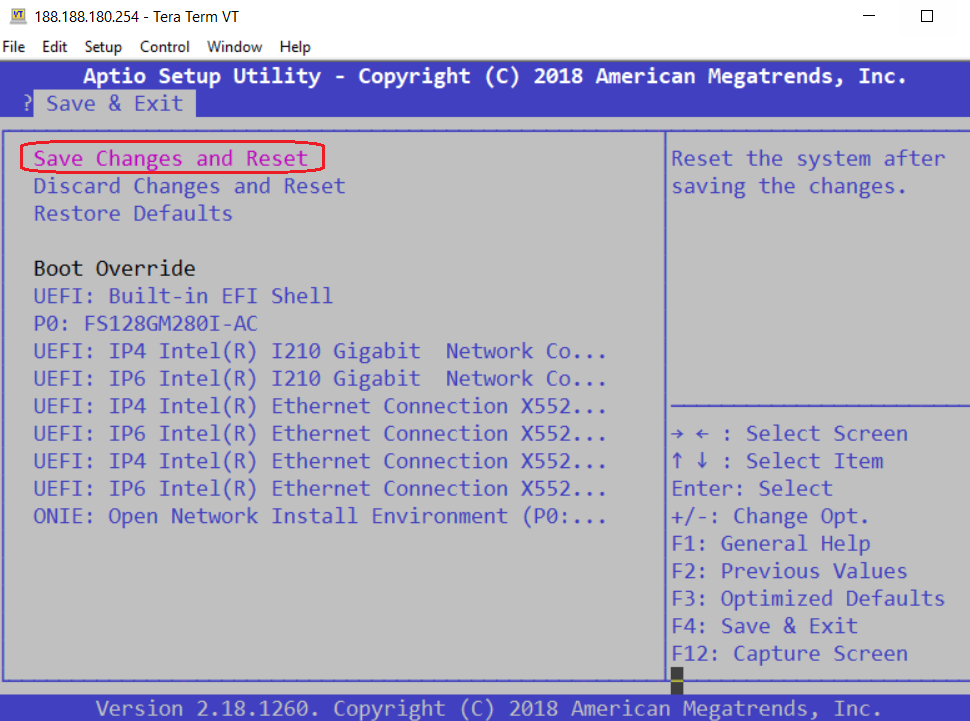 188.188.180.254 - Tera Term VT
File Edit Setup Control Window Help
Aptio Setup Utility - Copyright (C) 2018 American Megatrends, Inc.
? Save & Exit
Save Changes and Reset
Discard Changes and Reset
Restore Defaults
Boot Override
UEFI: Built-in EFI Shell
P0: FS128GM280I-AC
UEFI: IP4 Intel(R) I210 Gigabit  Network Co...
UEFI: IP6 Intel(R) I210 Gigabit  Network Co...
UEFI: IP4 Intel(R) Ethernet Connection X552...
UEFI: IP6 Intel(R) Ethernet Connection X552...
UEFI: IP4 Intel(R) Ethernet Connection X552...
UEFI: IP6 Intel(R) Ethernet Connection X552...
ONIE: Open Network Install Environment (P0:...
Reset the system after
saving the changes.
→ ← : Select Screen
↑ ↓ : Select Item
Enter: Select
+/-: Change Opt.
F1: General Help
F2: Previous Values
F3: Optimized Defaults
F4: Save & Exit
F12: Capture Screen
Version 2.18.1260. Copyright (C) 2018 American Megatrends, Inc.